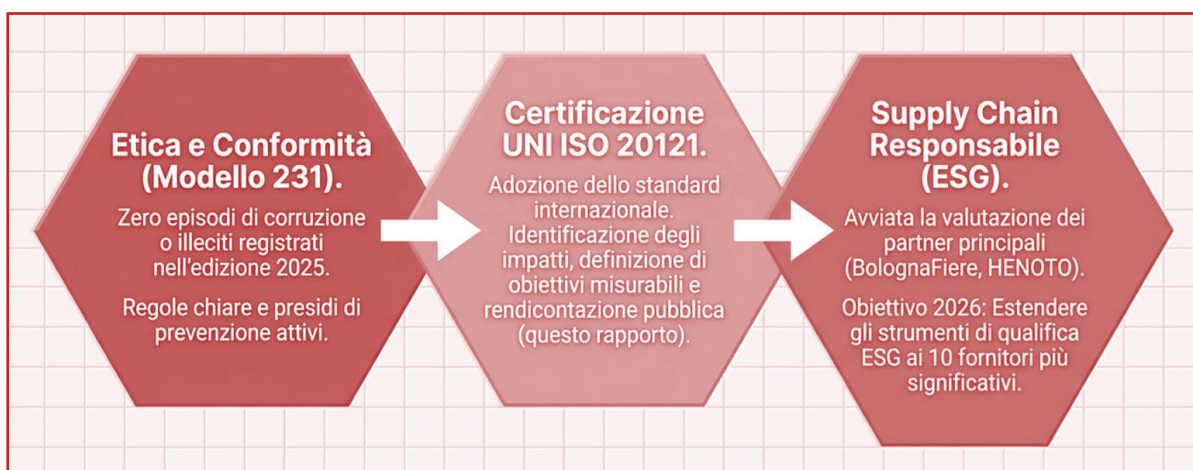 Etica e Conformità
(Modello 231).
Zero episodi di corruzione
o illeciti registrati
nell'edizione 2025.
Regole chiare e presidi di
prevenzione attivi.
Certificazione
UNI ISO 20121.
Adozione dello standard
internazionale.
Identificazione degli
impatti, definizione di
obiettivi misurabili e
rendicontazione pubblica
(questo rapporto).
Supply Chain
Responsabile
(ESG).
Avviata la valutazione dei
partner principali
(BolognaFiere, HENOTO).
Obiettivo 2026: Estendere
gli strumenti di qualifica
ESG ai 10 fornitori più
significativi.